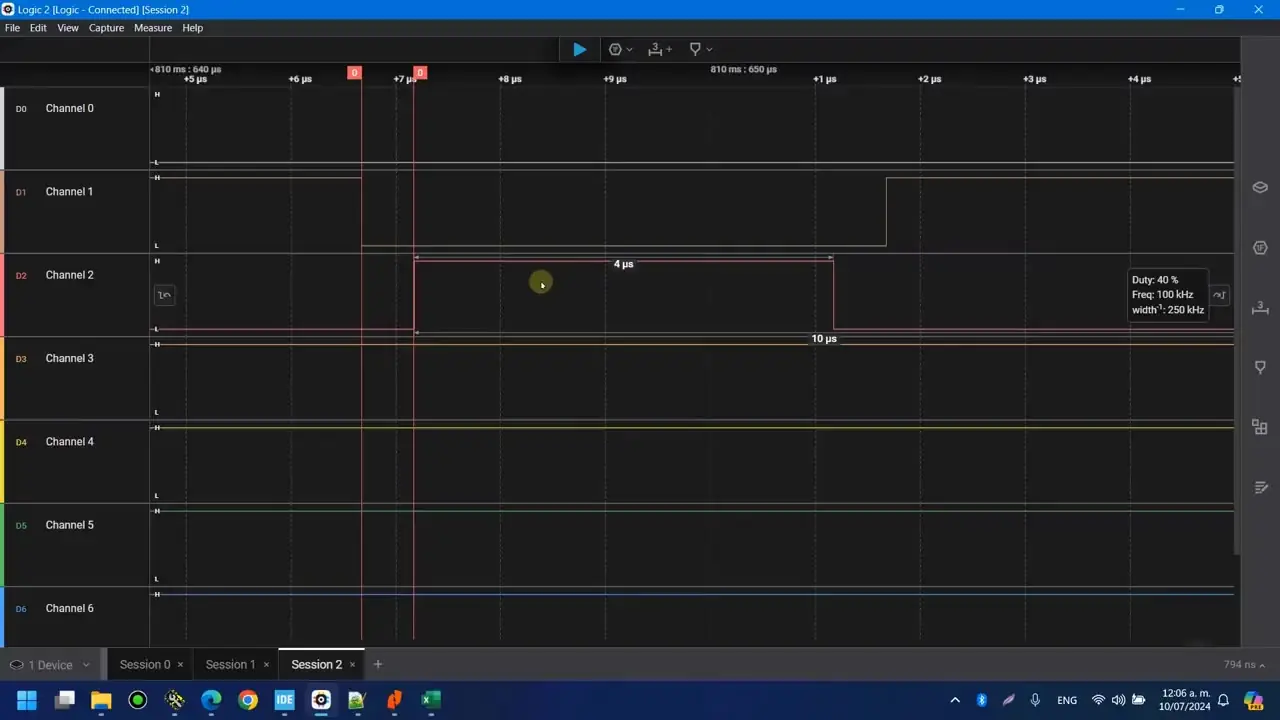 Logic 2 [Logic - Connected] [Session 2]
File Edit View Capture Measure Help
810 ms : 640 µs 810 ms : 650 µs
+5 µs +6 µs 0 +7 µs 0 +8 µs +9 µs +1 µs +2 µs +3 µs +4 µs
D0 Channel 0 H L
D1 Channel 1 H L
D2 Channel 2 H L
4 µs
Duty: 40 %
Freq: 100 kHz
width⁻¹: 250 kHz
10 µs
D3 Channel 3 H L
D4 Channel 4 H L
D5 Channel 5 H L
D6 Channel 6 H
1 Device Session 0 × Session 1 × Session 2 × + 794 ns
IDE ENG 12:06 a. m.
10/07/2024